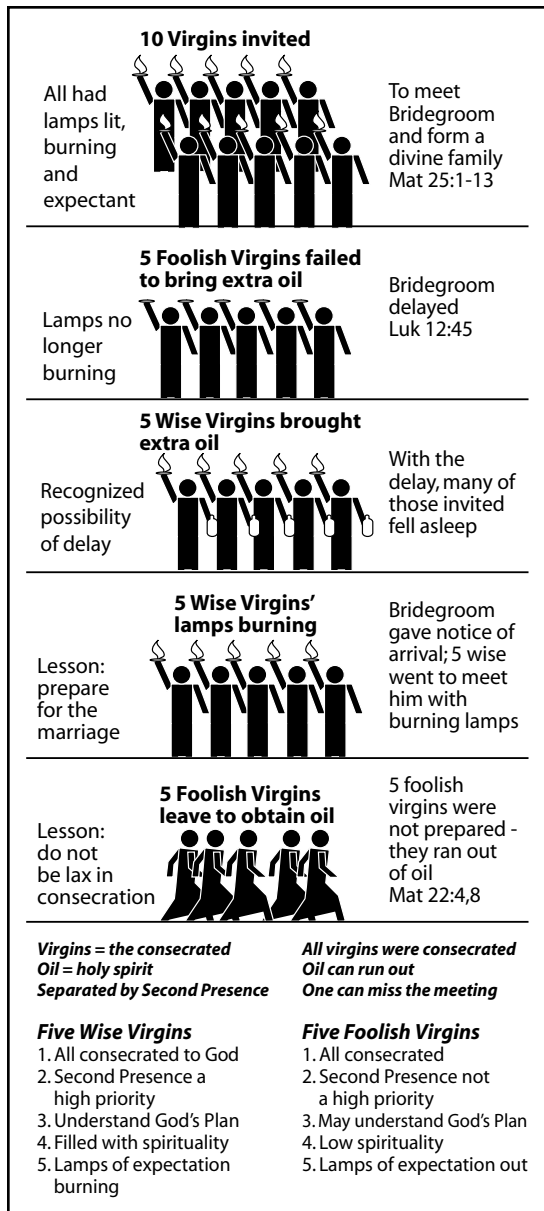 10 Virgins invited
All had
lamps lit,
burning
and
expectant
To meet
Bridegroom
and form a
divine family
Mat 25:1-13
5 Foolish Virgins failed
to bring extra oil
Lamps no
longer
burning
Bridegroom
delayed
Luk 12:45
5 Wise Virgins brought
extra oil
Recognized
possibility
of delay
With the
delay, many of
those invited
fell asleep
5 Wise Virgins’
lamps burning
Lesson:
prepare
for the
marriage
Bridegroom
gave notice of
arrival; 5 wise
went to meet
him with
burning lamps
5 Foolish Virgins
leave to obtain oil
Lesson:
do not
be lax in
consecration
5 foolish
virgins were
not prepared -
they ran out
of oil
Mat 22:4,8
Virgins = the consecrated
Oil = holy spirit
Separated by Second Presence
All virgins were consecrated
Oil can run out
One can miss the meeting
Five Wise Virgins
1. All consecrated to God
2. Second Presence a
high priority
3. Understand God’s Plan
4. Filled with spirituality
5. Lamps of expectation
burning
Five Foolish Virgins
1. All consecrated
2. Second Presence not
a high priority
3. May understand God’s Plan
4. Low spirituality
5. Lamps of expectation out